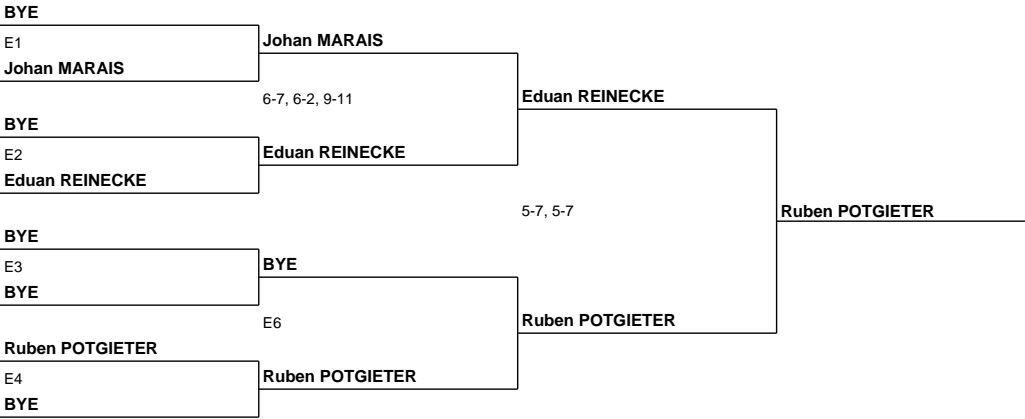 BYE
E1
Johan MARAIS
BYE
E2
Eduan REINECKE
BYE
E3
BYE
Ruben POTGIETER
E4
BYE
Johan MARAIS
6-7, 6-2, 9-11
Eduan REINECKE
BYE
E6
Ruben POTGIETER
Eduan REINECKE
5-7, 5-7
Ruben POTGIETER
Ruben POTGIETER